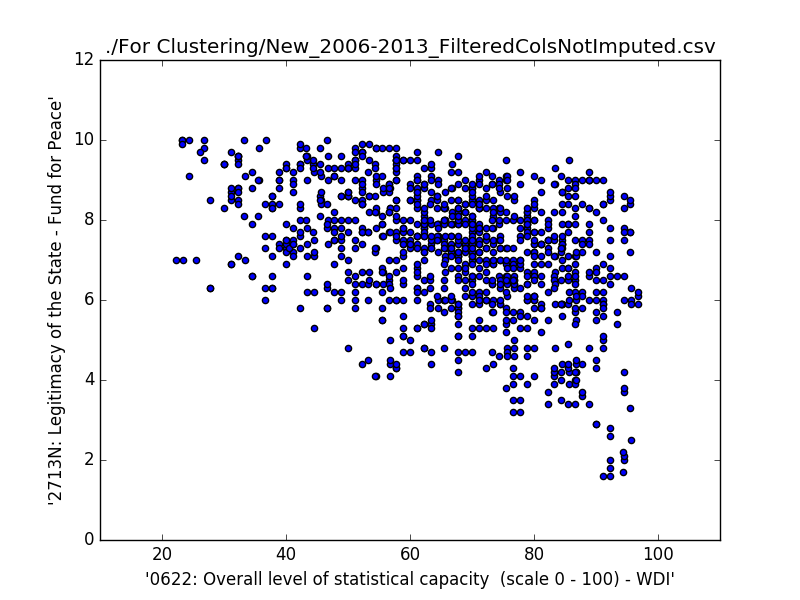 ./For Clustering/New_2006-2013_FilteredColsNotImputed.csv
12
10
8
6
4
2
0
'2713N: Legitimacy of the State - Fund for Peace'
20 40 60 80 100
'0622: Overall level of statistical capacity  (scale 0 - 100) - WDI'